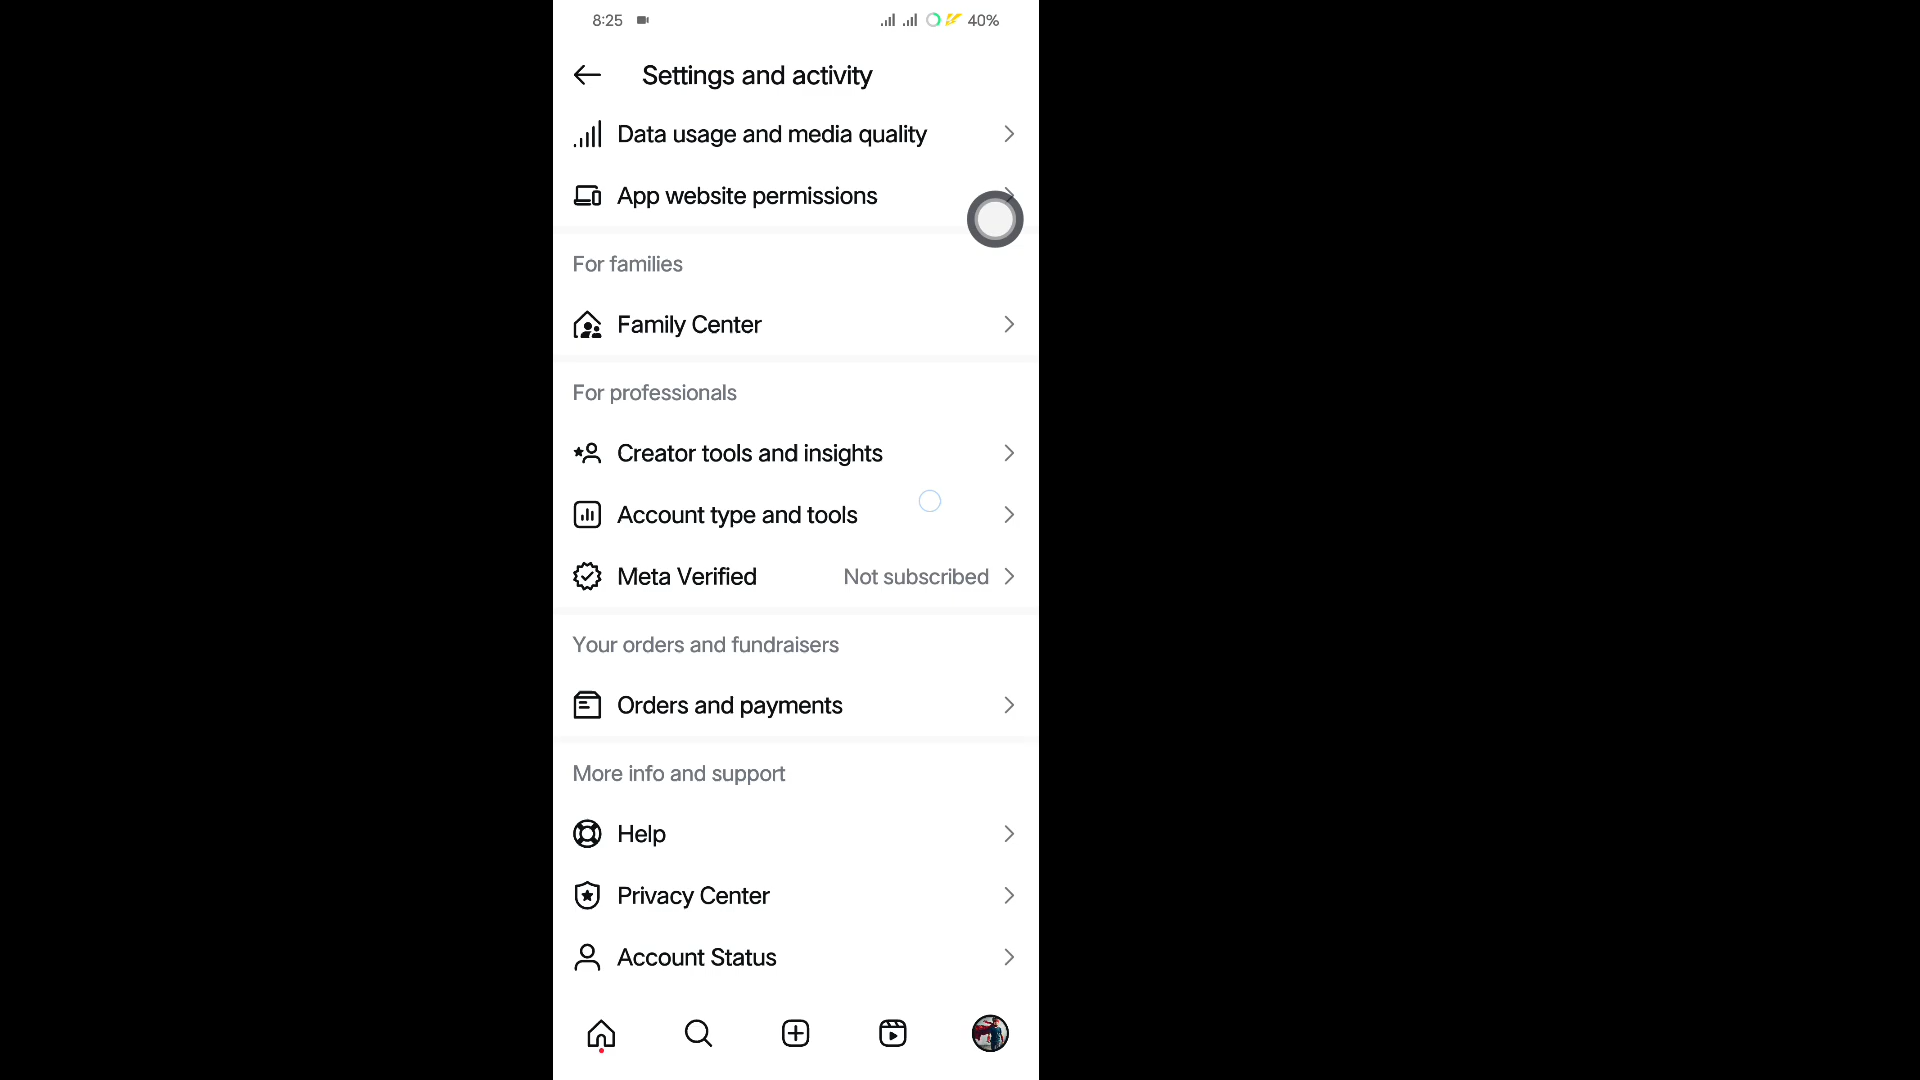 8:25 40%
Settings and activity
Data usage and media quality
App website permissions
For families
Family Center
For professionals
Creator tools and insights
Account type and tools
Meta Verified Not subscribed
Your orders and fundraisers
Orders and payments
More info and support
Help
Privacy Center
Account Status